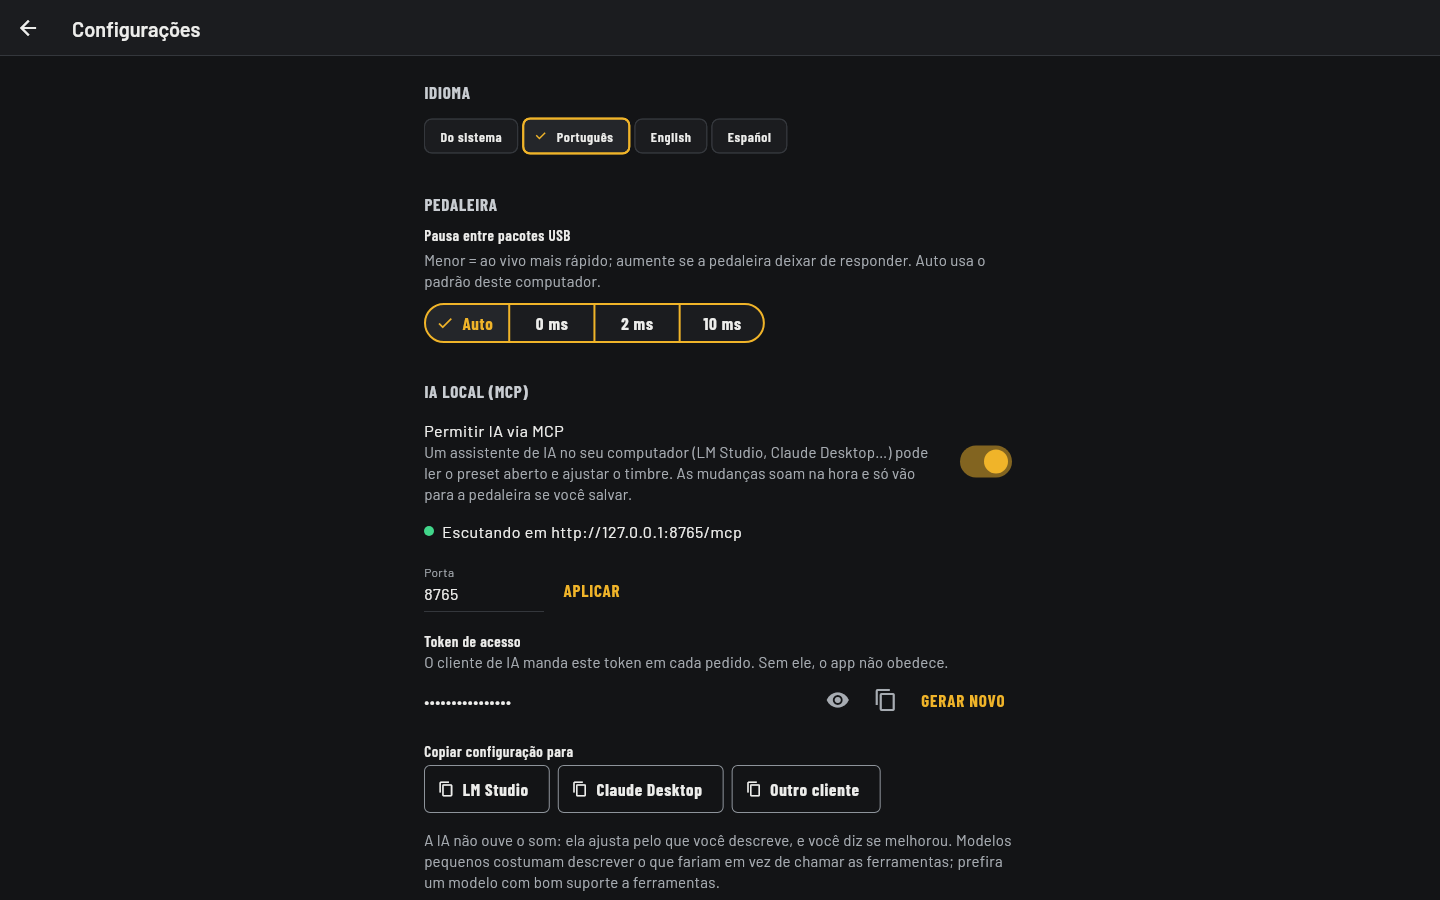 Configurações
IDIOMA
Do sistema
Português
English
Español
PEDALEIRA
Pausa entre pacotes USB
Menor = ao vivo mais rápido; aumente se a pedaleira deixar de responder. Auto usa o
padrão deste computador.
Auto
0 ms
2 ms
10 ms
IA LOCAL (MCP)
Permitir IA via MCP
Um assistente de IA no seu computador (LM Studio, Claude Desktop...) pode
ler o preset aberto e ajustar o timbre. As mudanças soam na hora e só vão
para a pedaleira se você salvar.
Escutando em http://127.0.0.1:8765/mcp
Porta
8765
APLICAR
Token de acesso
O cliente de IA manda este token em cada pedido. Sem ele, o app não obedece.
••••••••••••••••
GERAR NOVO
Copiar configuração para
LM Studio
Claude Desktop
Outro cliente
A IA não ouve o som: ela ajusta pelo que você descreve, e você diz se melhorou. Modelos
pequenos costumam descrever o que fariam em vez de chamar as ferramentas; prefira
um modelo com bom suporte a ferramentas.